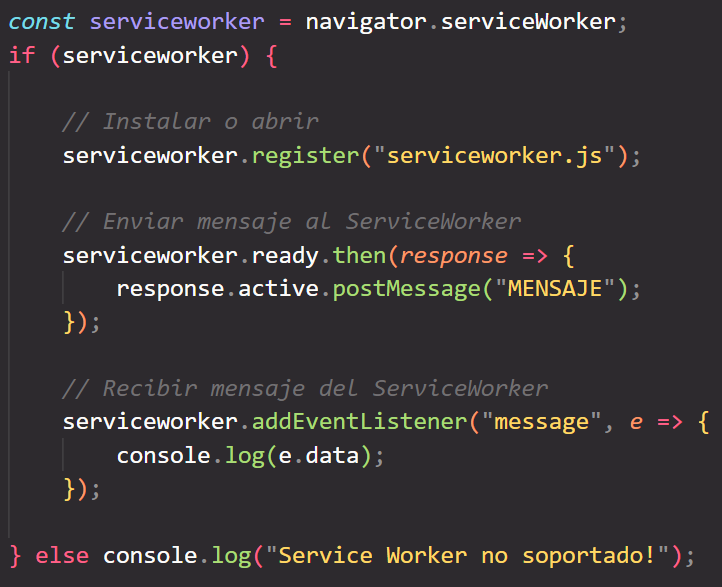 const serviceworker = navigator.serviceWorker;
if (serviceworker) {
// Instalar o abrir
serviceworker.register("serviceworker.js");
// Enviar mensaje al ServiceWorker
serviceworker.ready.then(response => {
response.active.postMessage("MENSAJE");
});
// Recibir mensaje del ServiceWorker
serviceworker.addEventListener("message", e => {
console.log(e.data);
});
} else console.log("Service Worker no soportado!");